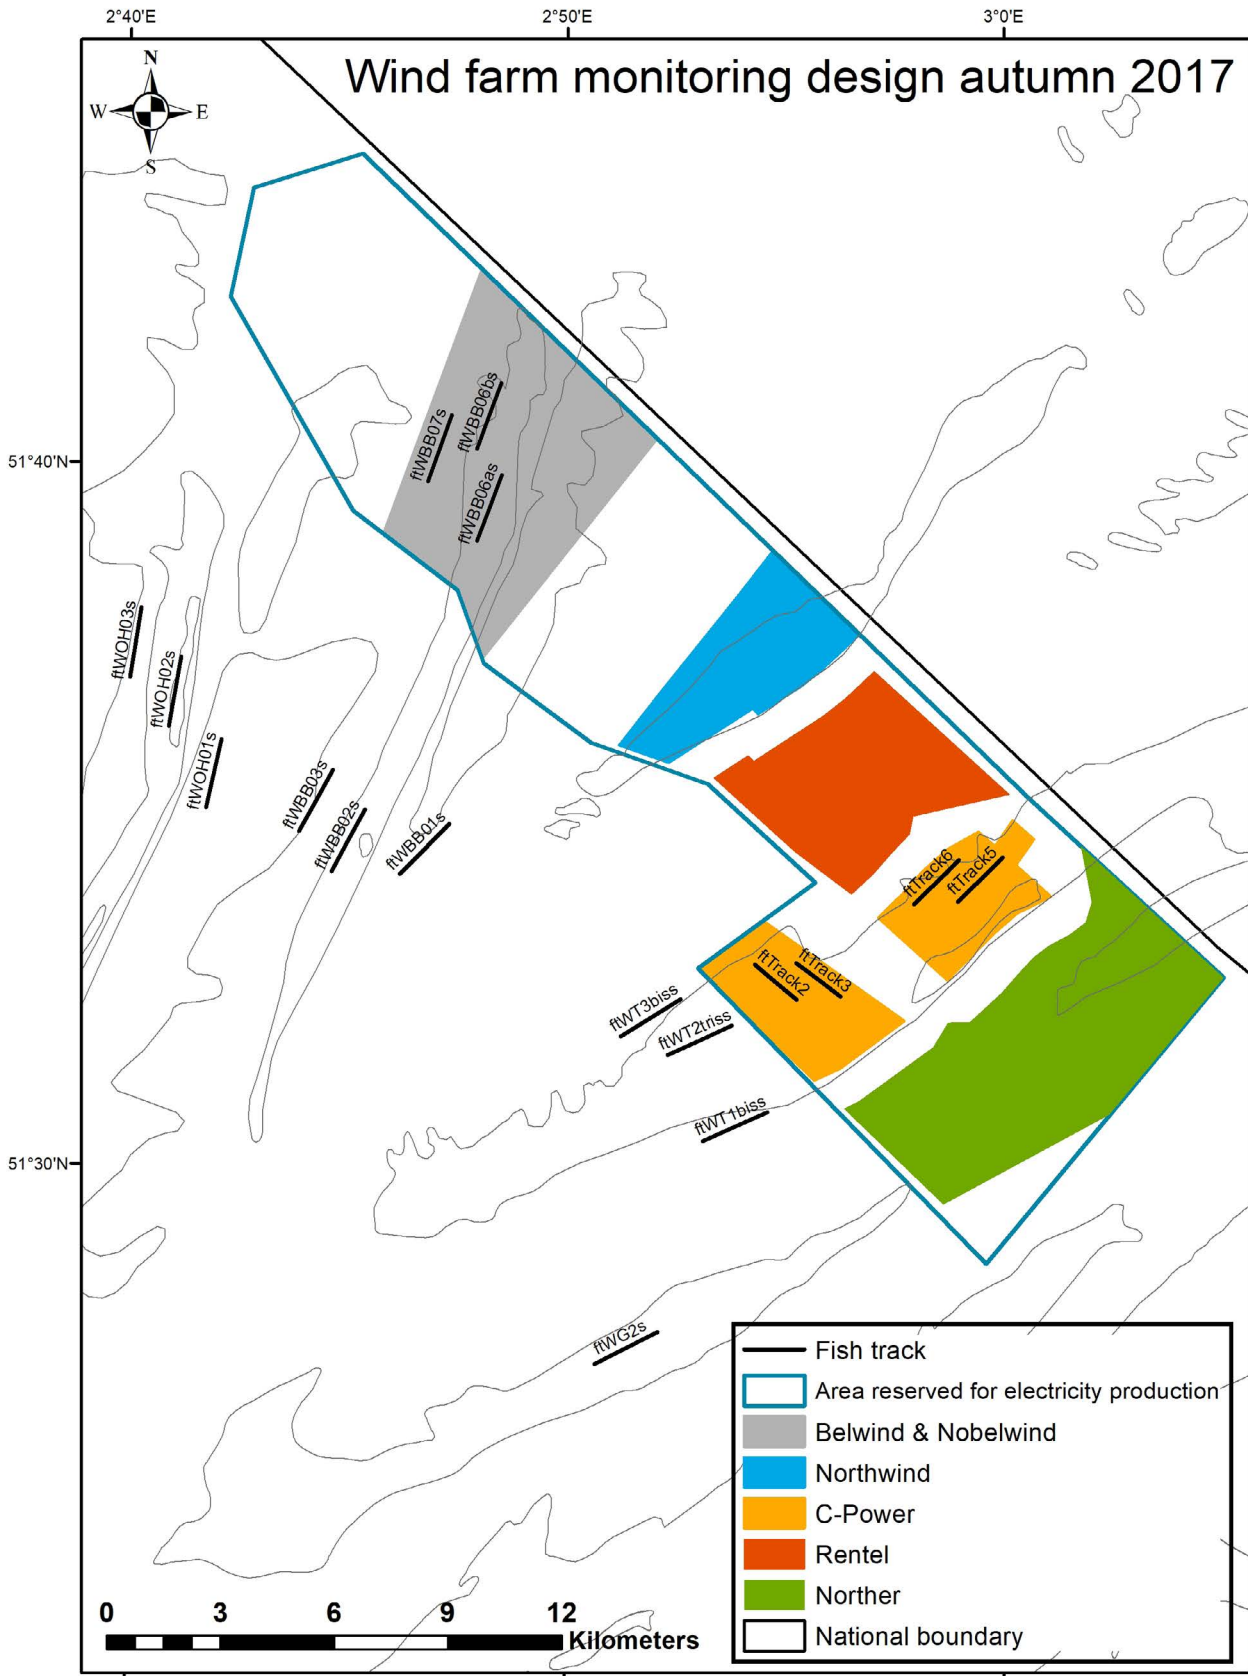 2°40'E
2°50'E
3°0'E
Wind farm monitoring design autumn 2017
N
W
E
S
51°40'N
51°30'N
ftWBB07s
ftWBB06bs
ftWBB06as
ftWOH03s
ftWOH02s
ftWOH01s
ftWBB03s
ftWBB02s
ftWBB01s
ftTrack6
ftTrack5
ftTrack2
ftTrack3
ftWT3biss
ftWT2triss
ftWT1biss
ftWG2s
Fish track
Area reserved for electricity production
Belwind & Nobelwind
Northwind
C-Power
Rentel
Norther
National boundary
0 3 6 9 12
Kilometers